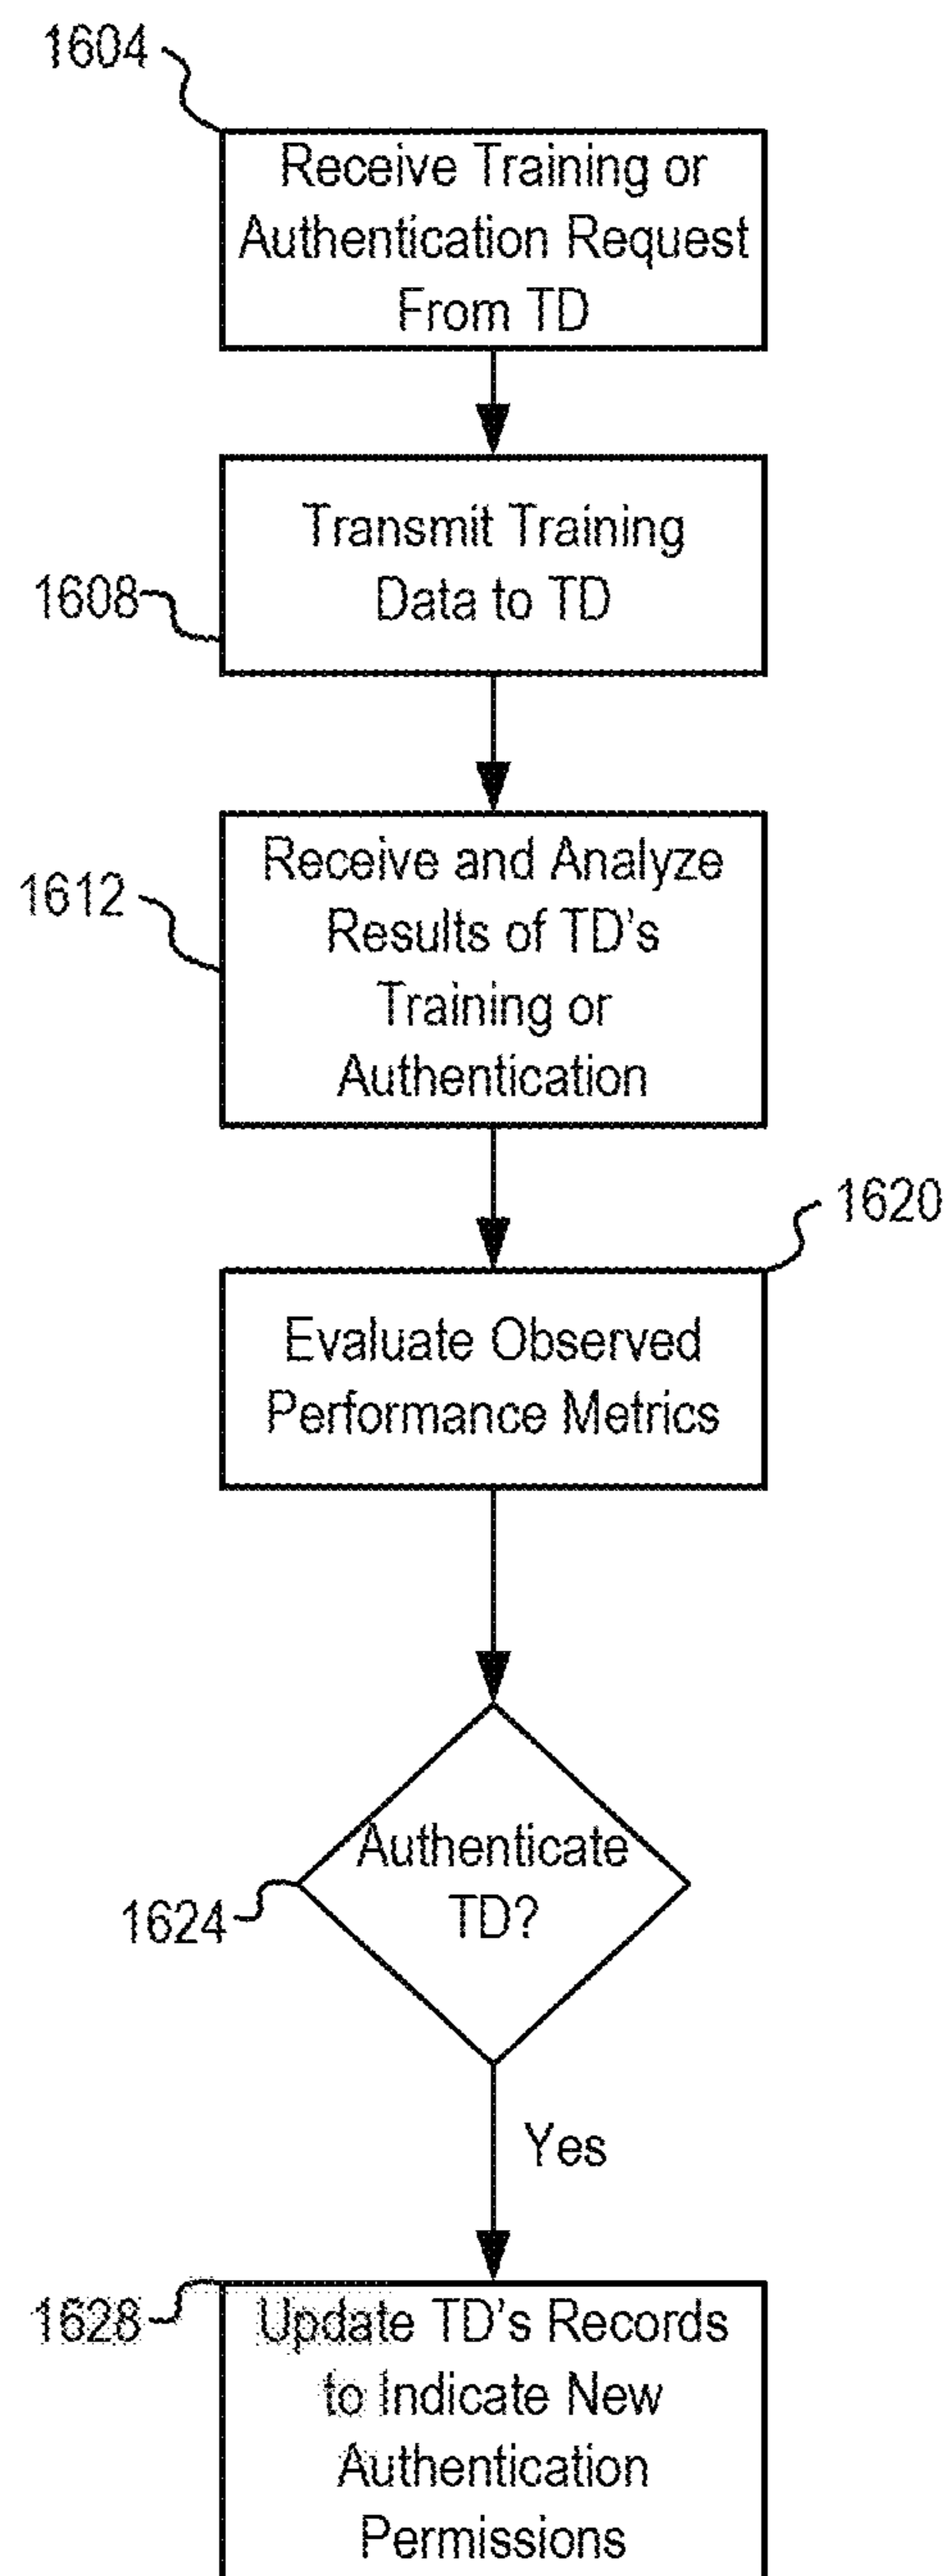 1604
Receive Training or
Authentication Request
From TD
Transmit Training
Data to TD
1608
Receive and Analyze
Results of TD's
Training or
Authentication
1612
1620
Evaluate Observed
Performance Metrics
Authenticate
TD?
1624
Yes
1628
Update TD's Records
to Indicate New
Authentication
Permissions